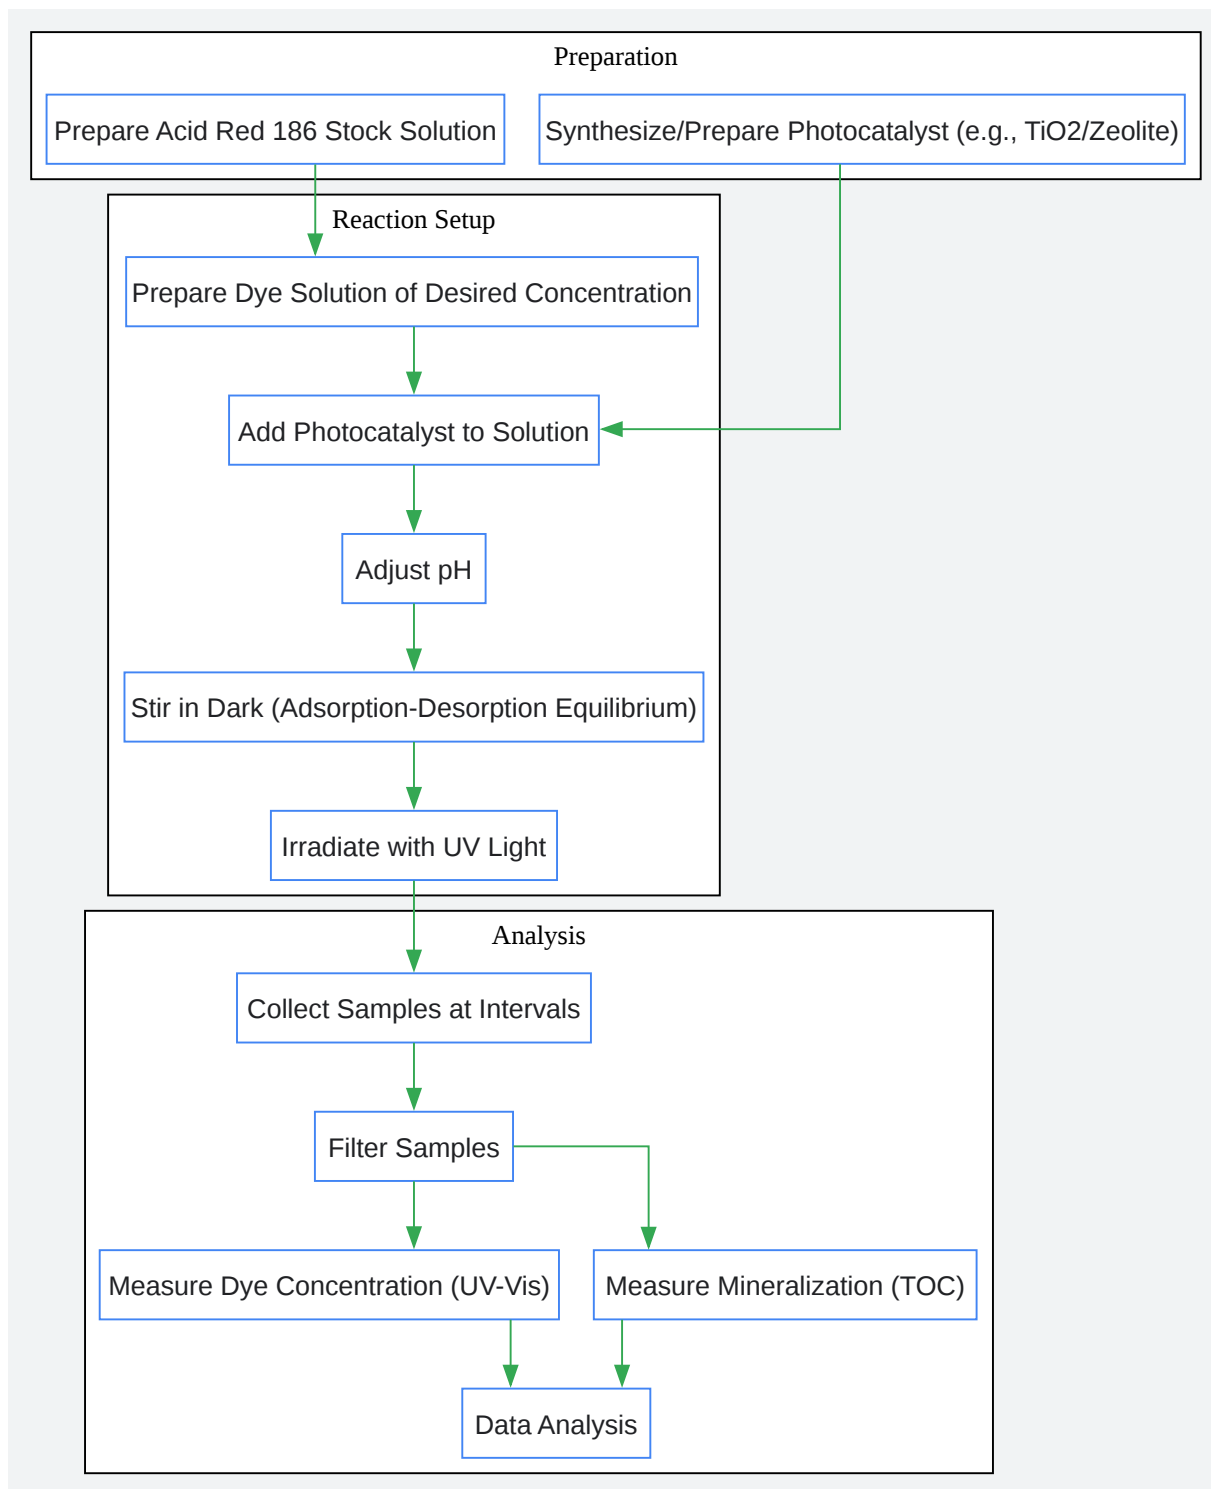 Preparation
Prepare Acid Red 186 Stock Solution
Synthesize/Prepare Photocatalyst (e.g., TiO2/Zeolite)
Reaction Setup
Prepare Dye Solution of Desired Concentration
Add Photocatalyst to Solution
Adjust pH
Stir in Dark (Adsorption-Desorption Equilibrium)
Irradiate with UV Light
Analysis
Collect Samples at Intervals
Filter Samples
Measure Dye Concentration (UV-Vis)
Measure Mineralization (TOC)
Data Analysis